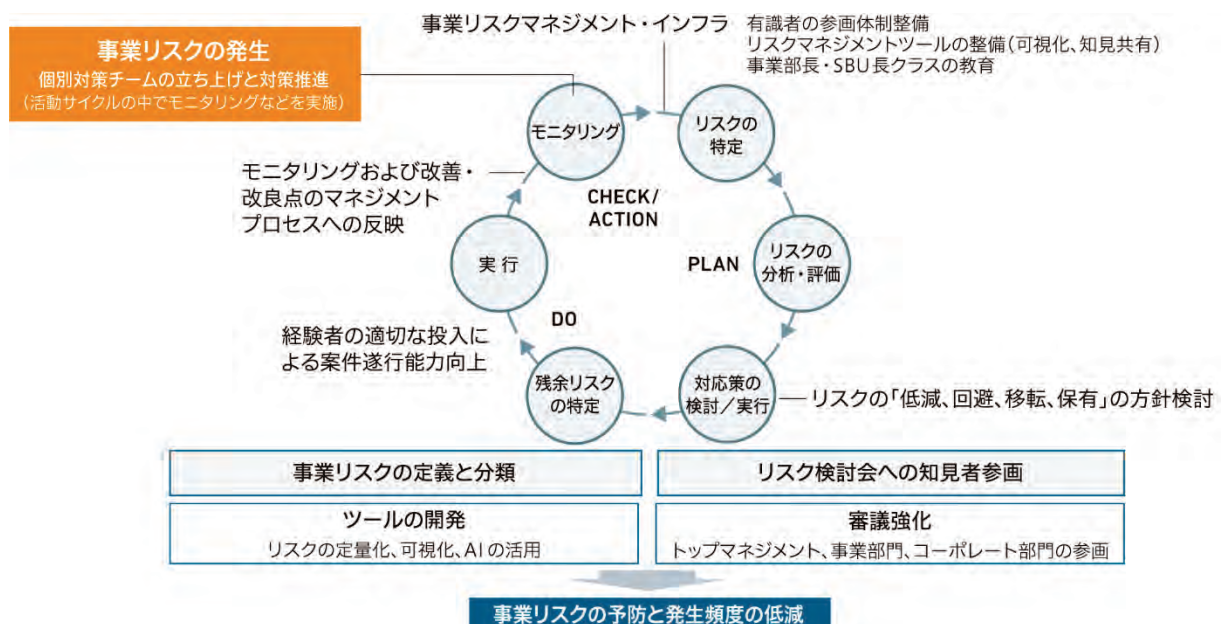 事業リスクの発生
個別対策チームの立ち上げと対策推進
(活動サイクルの中でモニタリングなどを実施)
事業リスクマネジメント・インフラ
有識者の参画体制整備
リスクマネジメントツールの整備(可視化、知見共有)
事業部長・SBU長クラスの教育
モニタリング
リスクの
特定
モニタリングおよび改善・
改良点のマネジメント
プロセスへの反映
CHECK/
ACTION
実行
PLAN
リスクの
分析・評価
DO
経験者の適切な投入に
よる案件遂行能力向上
残余リスク
の特定
対応策の
検討/実行
リスクの「低減、回避、移転、保有」の方針検討
事業リスクの定義と分類
リスク検討会への知見者参画
ツールの開発
リスクの定量化、可視化、AIの活用
審議強化
トップマネジメント、事業部門、コーポレート部門の参画
事業リスクの予防と発生頻度の低減